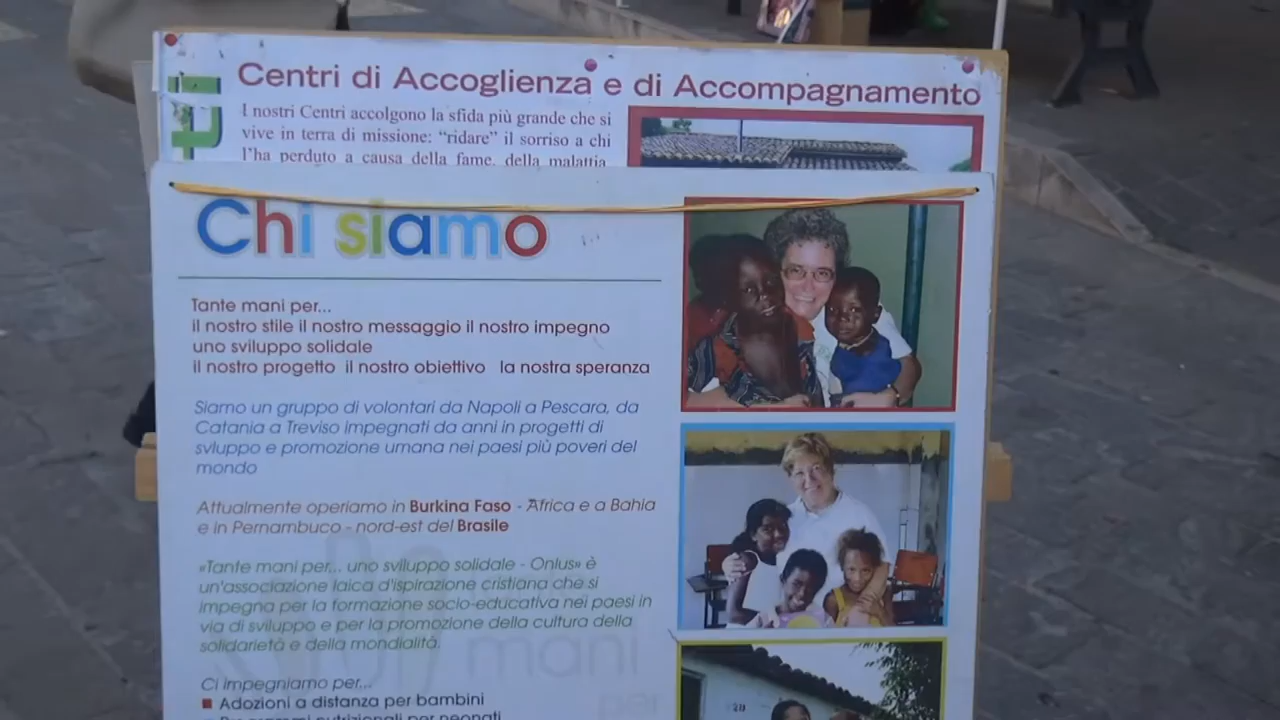 Centri di Accoglienza e di Accompagnamento
I nostri Centri accolgono la sfida più grande che si
vive in terra di missione: “ridare” il sorriso a chi
l'ha perduto a causa della fame, della malattia
Chi siamo
Tante mani per...
il nostro stile il nostro messaggio il nostro impegno
uno sviluppo solidale
il nostro progetto il nostro obiettivo la nostra speranza
Siamo un gruppo di volontari da Napoli a Pescara, da
Catania a Treviso impegnati da anni in progetti di
sviluppo e promozione umana nei paesi più poveri del
mondo
Attualmente operiamo in Burkina Faso - Africa e a Bahia
e in Pernambuco - nord-est del Brasile
«Tante mani per... uno sviluppo solidale - Onlus» è
un'associazione laica d'ispirazione cristiana che si
impegna per la formazione socio-educativa nei paesi in
via di sviluppo e per la promozione della cultura della
solidarietà e della mondialità.
mani
per
Ci impegniamo per...
Adozioni a distanza per bambini
Programmi nutrizionali per neonati